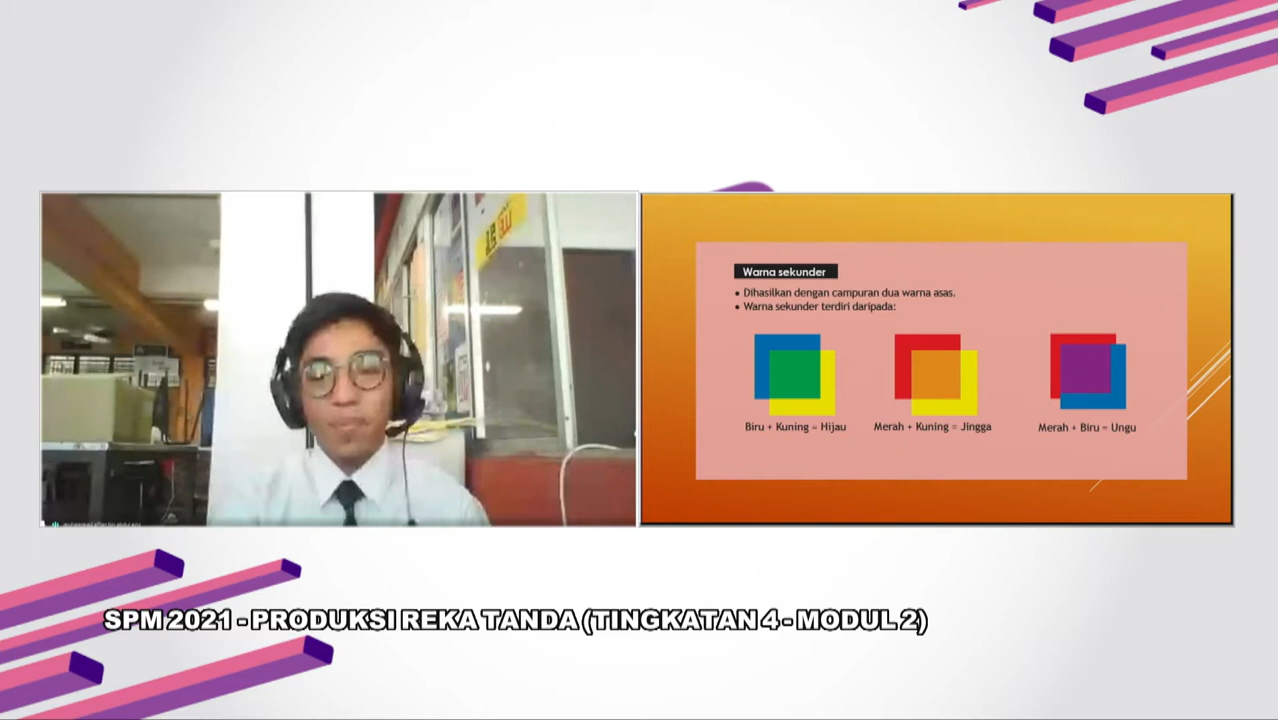 Warna sekunder
• Dihasilkan dengan campuran dua warna asas.
• Warna sekunder terdiri daripada:
Biru + Kuning = Hijau
Merah + Kuning = Jingga
Merah + Biru = Ungu
SPM 2021 - PRODUKSI REKA TANDA (TINGKATAN 4 - MODUL 2)